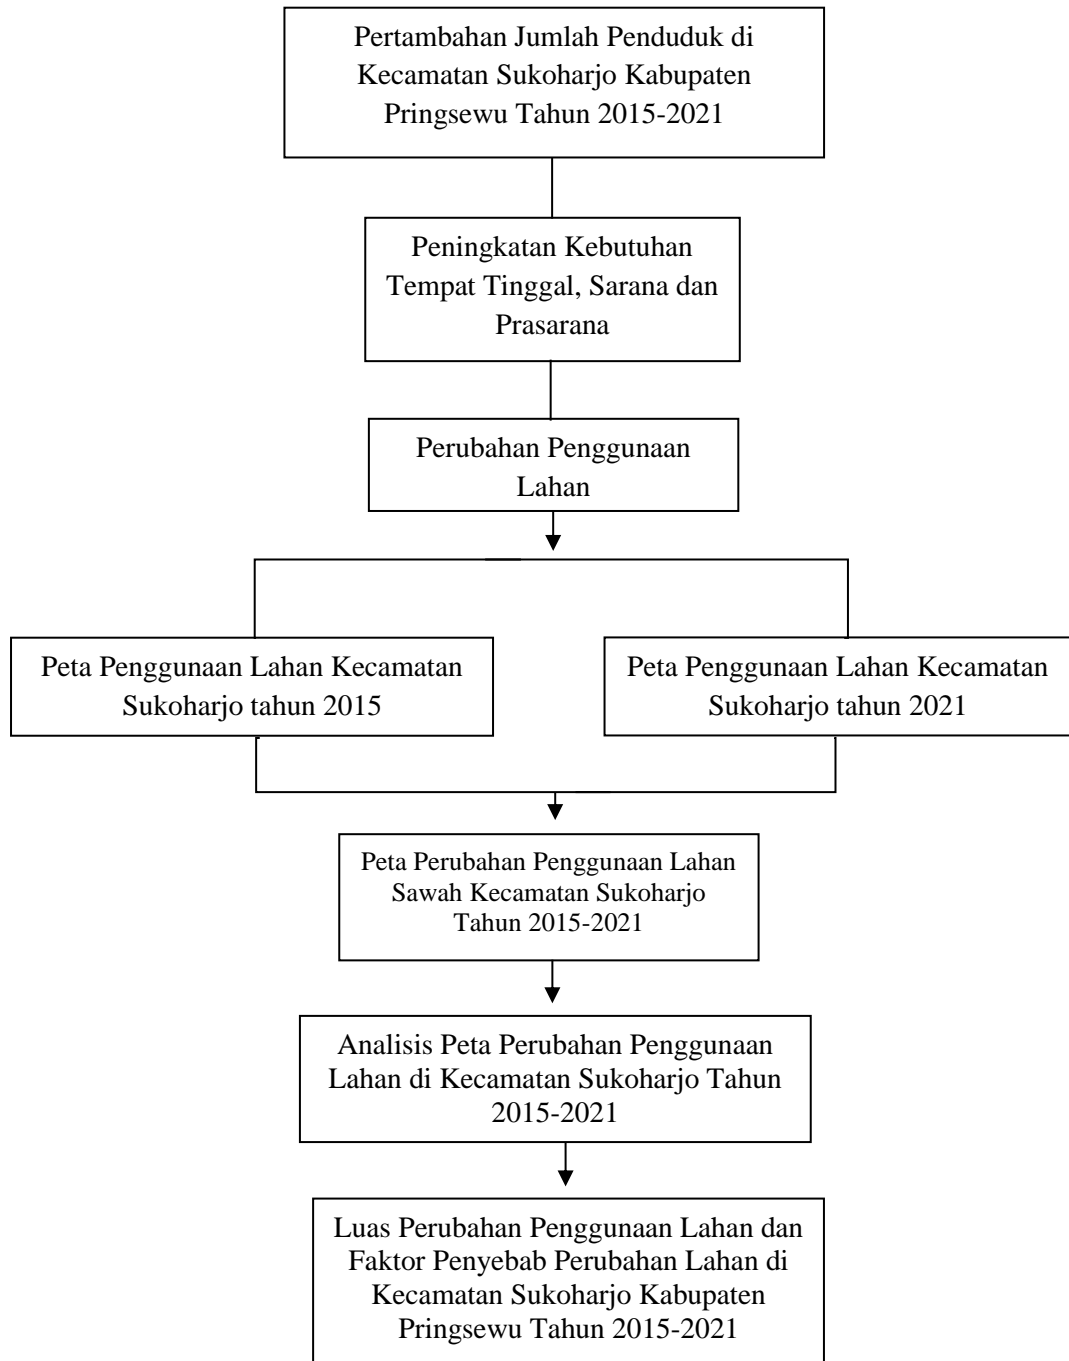 Pertambahan Jumlah Penduduk di
Kecamatan Sukoharjo Kabupaten
Pringsewu Tahun 2015-2021
Peningkatan Kebutuhan
Tempat Tinggal, Sarana dan
Prasarana
Perubahan Penggunaan
Lahan
Peta Penggunaan Lahan Kecamatan
Sukoharjo tahun 2015
Peta Penggunaan Lahan Kecamatan
Sukoharjo tahun 2021
Peta Perubahan Penggunaan Lahan
Sawah Kecamatan Sukoharjo
Tahun 2015-2021
Analisis Peta Perubahan Penggunaan
Lahan di Kecamatan Sukoharjo Tahun
2015-2021
Luas Perubahan Penggunaan Lahan dan
Faktor Penyebab Perubahan Lahan di
Kecamatan Sukoharjo Kabupaten
Pringsewu Tahun 2015-2021